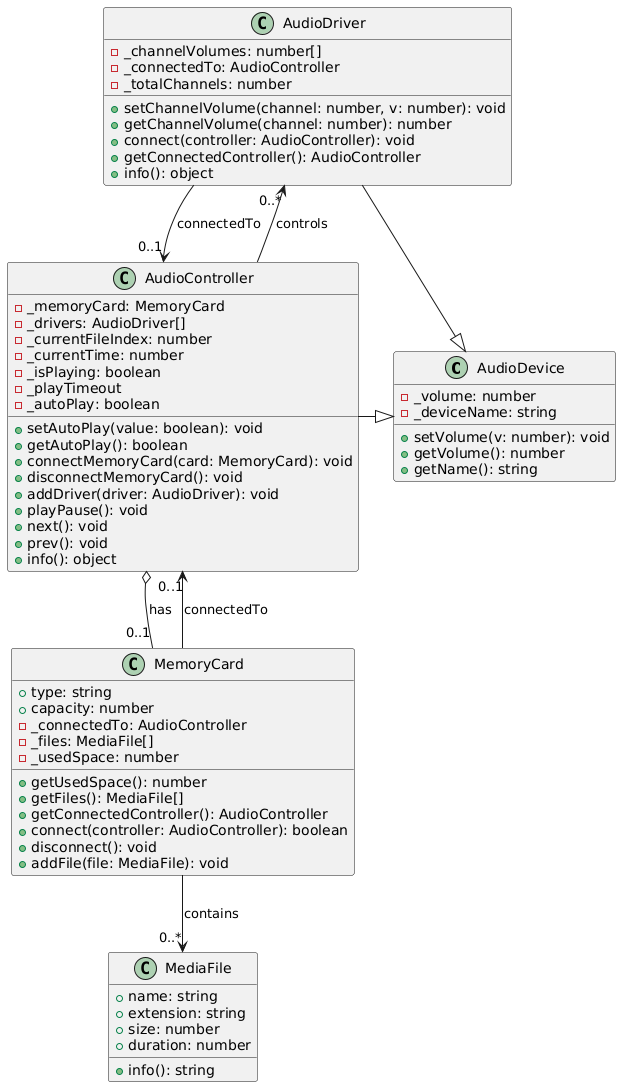 AudioDriver
_channelVolumes: number[]
_connectedTo: AudioController
_totalChannels: number
setChannelVolume(channel: number, v: number): void
getChannelVolume(channel: number): number
connect(controller: AudioController): void
getConnectedController(): AudioController
info(): object
0..*
connectedTo
controls
0..1
AudioController
_memoryCard: MemoryCard
_drivers: AudioDriver[]
_currentFileIndex: number
_currentTime: number
_isPlaying: boolean
_playTimeout
_autoPlay: boolean
setAutoPlay(value: boolean): void
getAutoPlay(): boolean
connectMemoryCard(card: MemoryCard): void
disconnectMemoryCard(): void
addDriver(driver: AudioDriver): void
playPause(): void
next(): void
prev(): void
info(): object
AudioDevice
_volume: number
_deviceName: string
setVolume(v: number): void
getVolume(): number
getName(): string
0..1
has
connectedTo
0..1
MemoryCard
type: string
capacity: number
_connectedTo: AudioController
_files: MediaFile[]
_usedSpace: number
getUsedSpace(): number
getFiles(): MediaFile[]
getConnectedController(): AudioController
connect(controller: AudioController): boolean
disconnect(): void
addFile(file: MediaFile): void
contains
0..*
MediaFile
name: string
extension: string
size: number
duration: number
info(): string